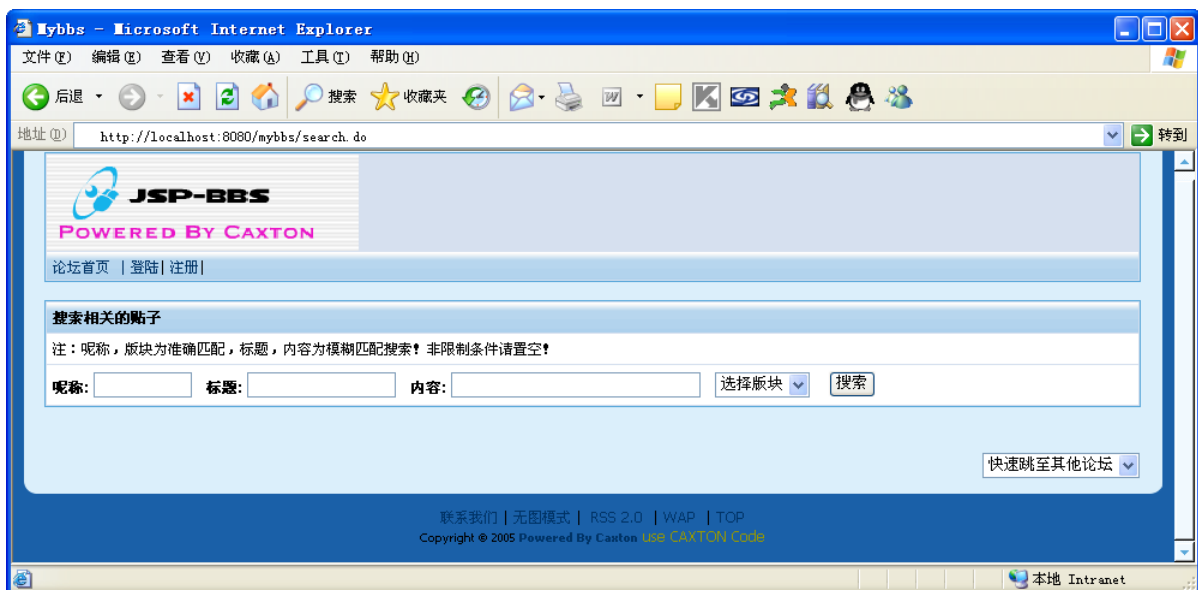 Mybbs - Microsoft Internet Explorer
文件(F) 编辑(E) 查看(V) 收藏(A) 工具(T) 帮助(H)
后退 搜索 收藏夹
地址(D) http://localhost:8080/mybbs/search.do 转到
JSP-BBS
POWERED BY CAXTON
论坛首页 | 登陆| 注册|
搜索相关的贴子
注：呢称，版块为准确匹配，标题，内容为模糊匹配搜索！非限制条件请置空！
呢称: 标题: 内容: 选择版块 搜索
快速跳至其他论坛
联系我们 | 无图模式 | RSS 2.0 | WAP | TOP
Copyright © 2005 Powered By Caxton use CAXTON Code
本地 Intranet